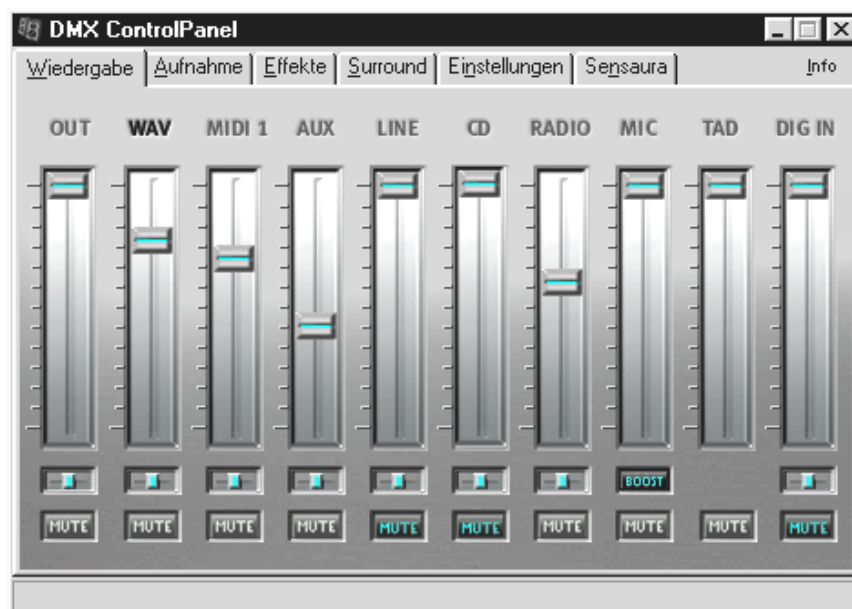 DMX ControlPanel
Wiedergabe Aufnahme Effekte Surround Einstellungen Sensaura Info
OUT WAV MIDI 1 AUX LINE CD RADIO MIC TAD DIG IN
BOOST
MUTE MUTE MUTE MUTE MUTE MUTE MUTE MUTE MUTE MUTE